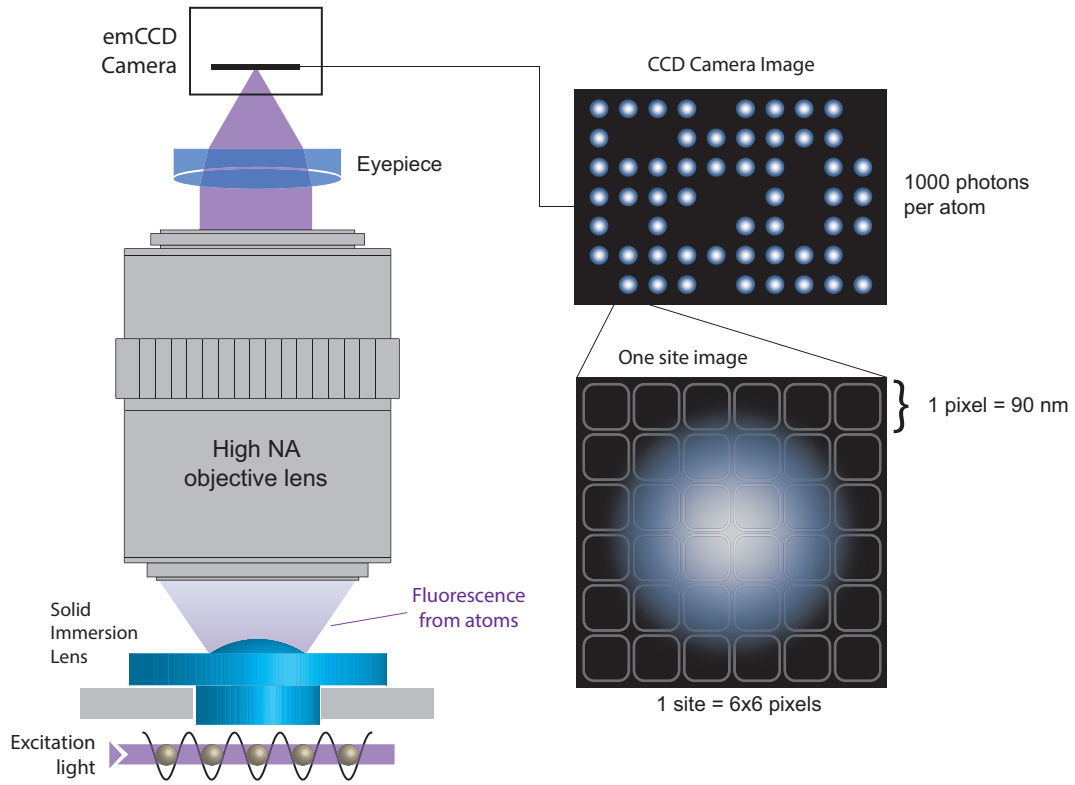 emCCD
Camera
CCD Camera Image
Eyepiece
1000 photons
per atom
One site image
1 pixel = 90 nm
High NA
objective lens
Solid
Immersion
Lens
Fluorescence
from atoms
1 site = 6x6 pixels
Excitation
light